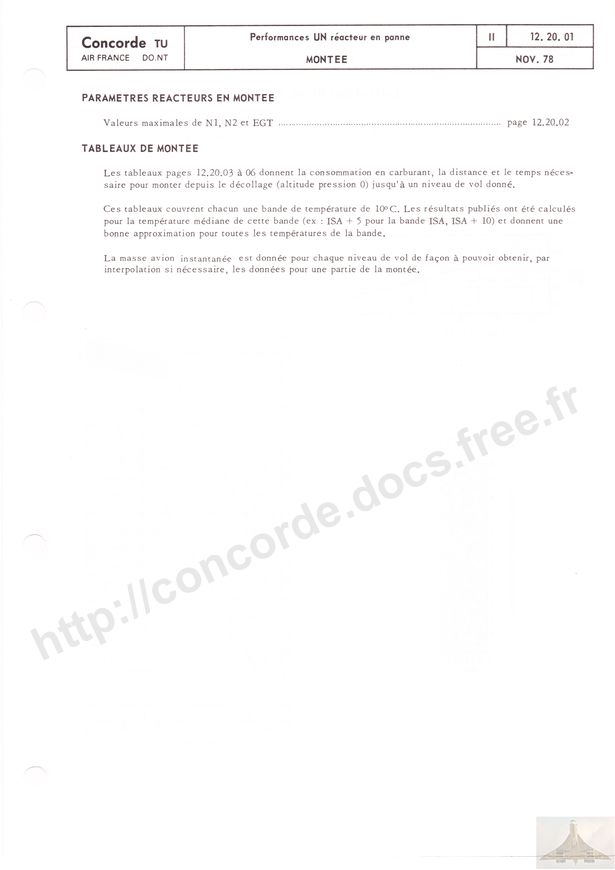 Concorde TU
AIR FRANCE DO.NT
Performances UN réacteur en panne
MONTEE
II
12. 20. 01
NOV. 78
PARAMETRES REACTEURS EN MONTEE
Valeurs maximales de N1, N2 et EGT ........................................ page 12.20.02
TABLEAUX DE MONTEE
Les tableaux pages 12.20.03 à 06 donnent la consommation en carburant, la distance et le temps néces-
saire pour monter depuis le décollage (altitude pression 0) jusqu'à un niveau de vol donné.
Ces tableaux couvrent chacun une bande de température de 10°C. Les résultats publiés ont été calculés
pour la température médiane de cette bande (ex : ISA + 5 pour la bande ISA, ISA + 10) et donnent une
bonne approximation pour toutes les températures de la bande.
La masse avion instantanée est donnée pour chaque niveau de vol de façon à pouvoir obtenir, par
interpolation si nécessaire, les données pour une partie de la montée.
http://concorde.docs.free.fr